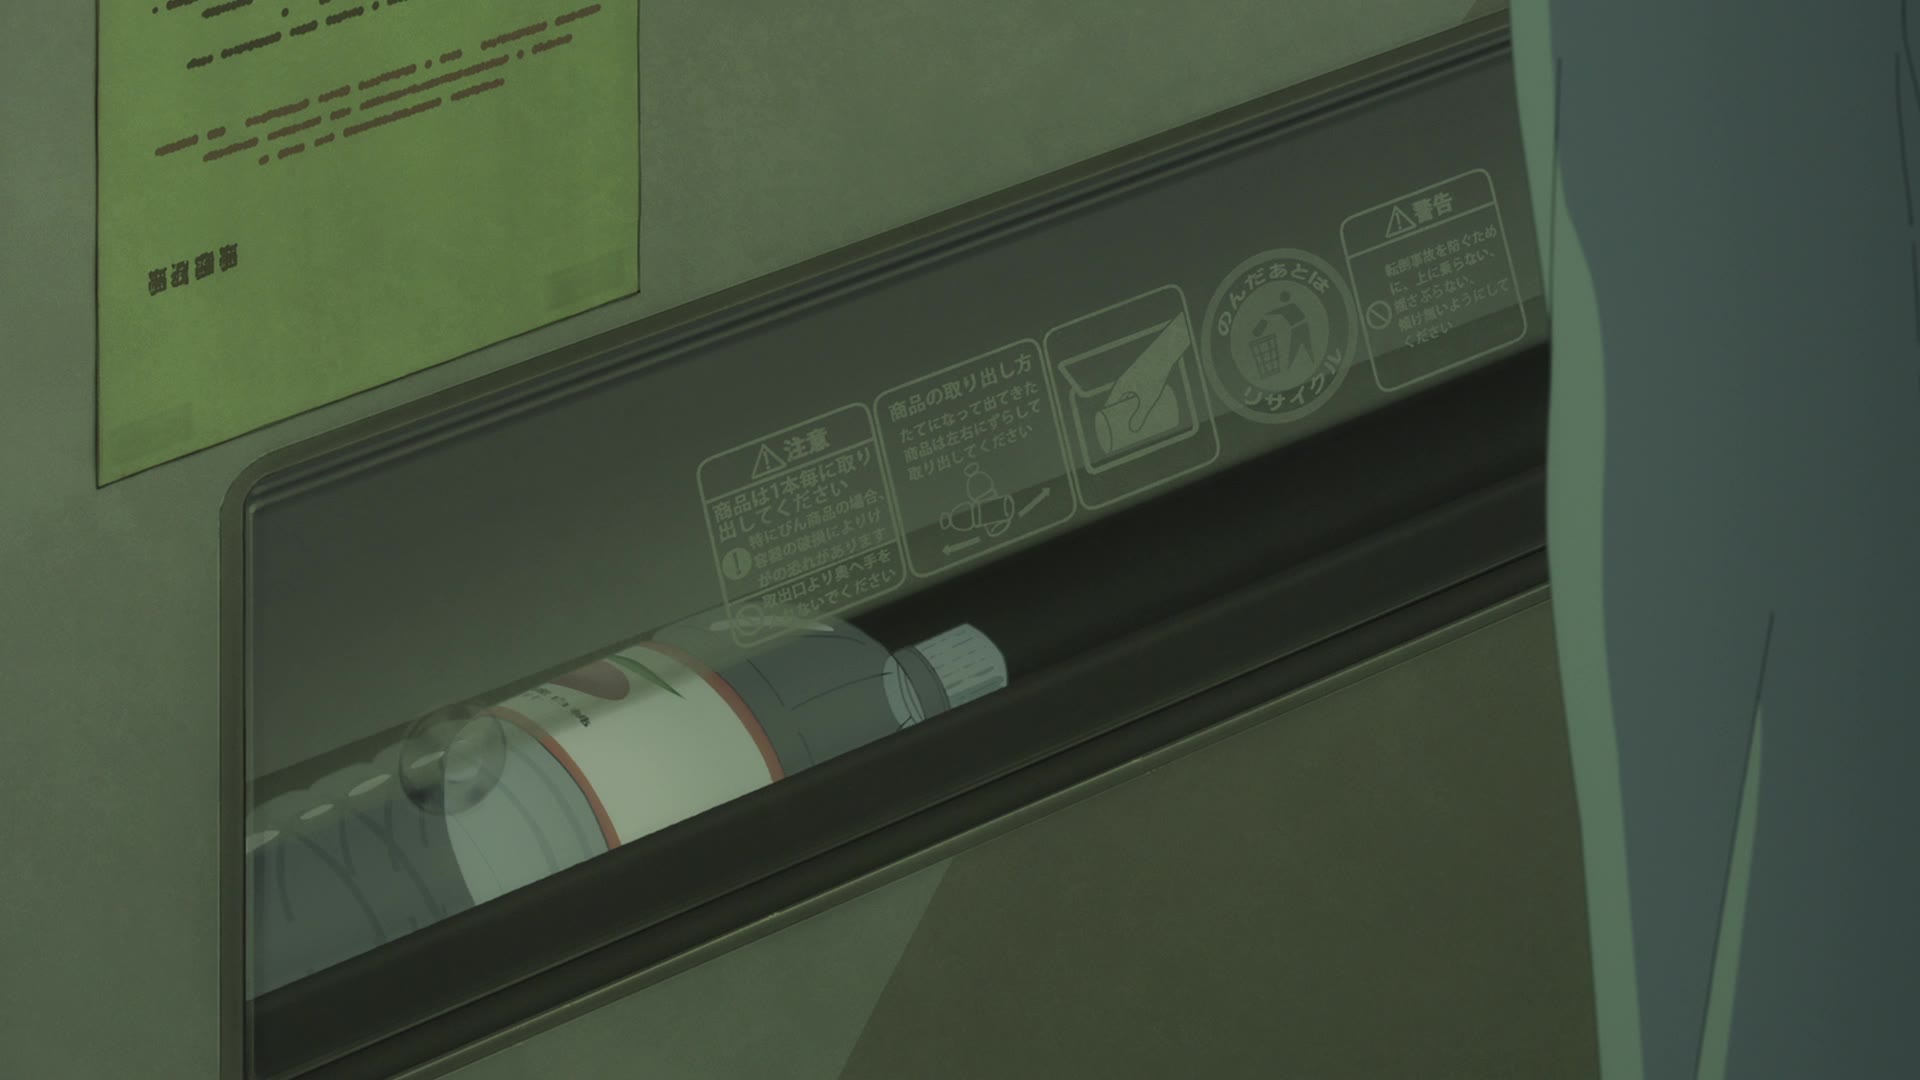 注意
商品は1本毎に取り
出してください
特にびん商品の場合、
容器の破損によりけ
がの恐れがあります
取出口より奥へ手を
ないでください
商品の取り出し方
たてになって出てきた
商品は左右にずらして
取り出してください
のんだあとは
リサイクル
警告
転倒事故を防ぐため
に、上に乗らない、
揺さぶらない、
傾け無いようにして
ください